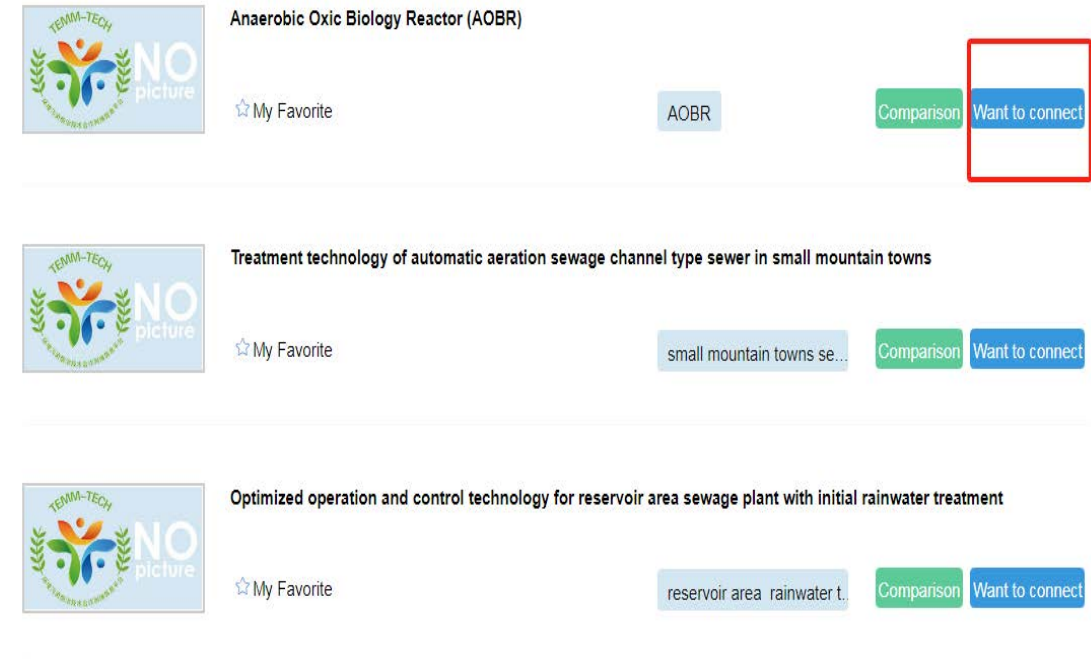 Anaerobic Oxic Biology Reactor (AOBR)
TEMM-TECH
NO
picture
My Favorite
AOBR
Comparison
Want to connect
Treatment technology of automatic aeration sewage channel type sewer in small mountain towns
TEMM-TECH
NO
picture
My Favorite
small mountain towns se...
Comparison
Want to connect
Optimized operation and control technology for reservoir area sewage plant with initial rainwater treatment
TEMM-TECH
NO
picture
My Favorite
reservoir area rainwater t..
Comparison
Want to connect